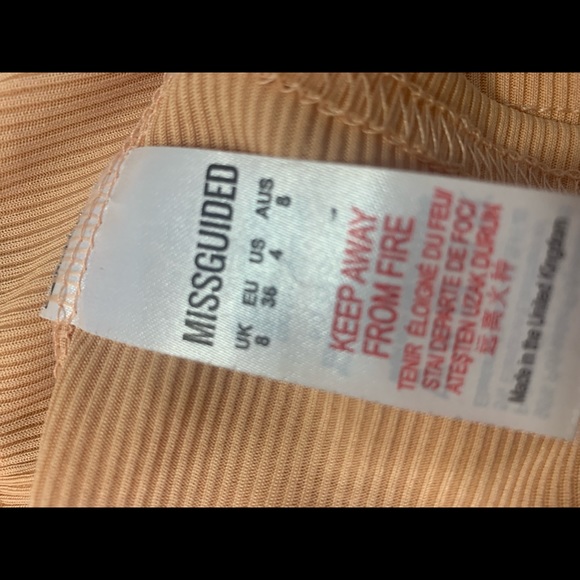 MISSGUIDED
UK EU US AUS
8 36 4 8
KEEP AWAY
FROM FIRE
TENIR ÉLOIGNÉ DU FEU/
STAI DEPARTE DE FOC/
ATEŞTEN UZAK DURUN
远离火种
Made in the United Kingdom